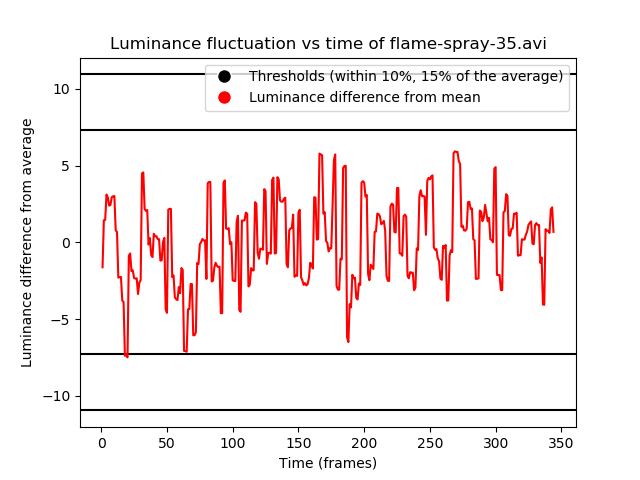 Luminance fluctuation vs time of flame-spray-35.avi
Thresholds (within 10%, 15% of the average)
Luminance difference from mean
Luminance difference from average
10
5
0
−5
−10
0 50 100 150 200 250 300 350
Time (frames)